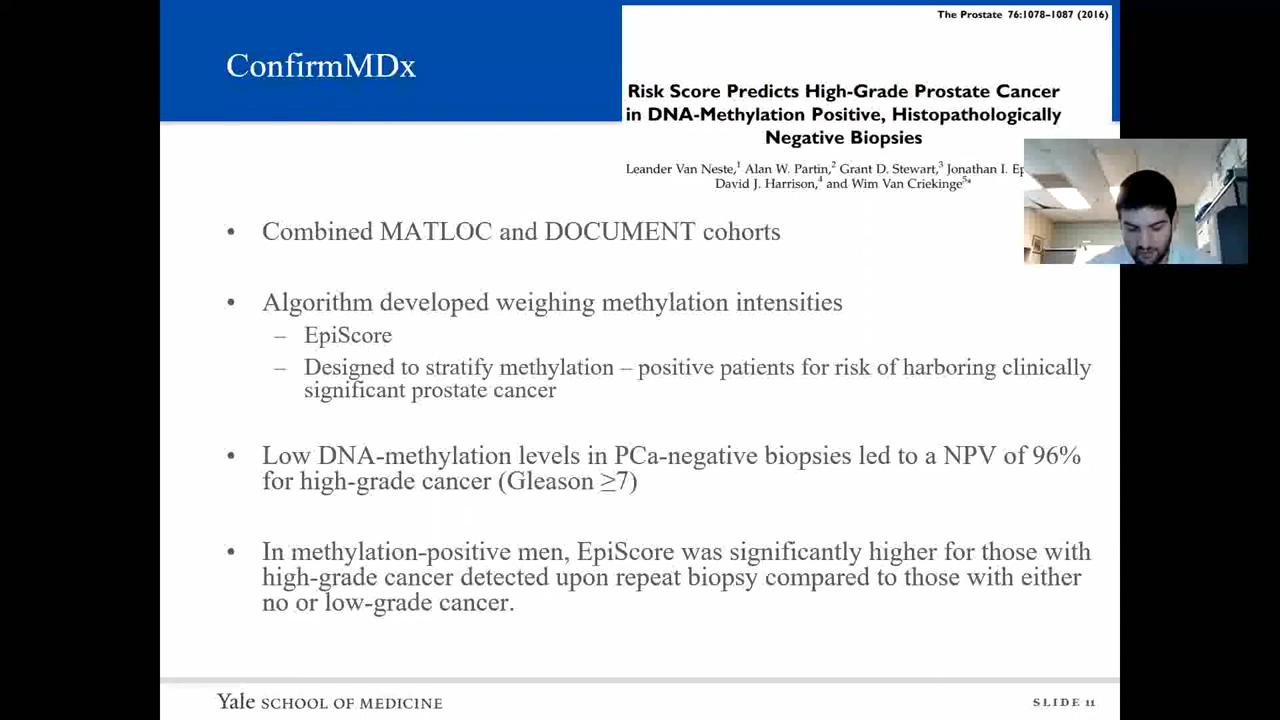 The Prostate 76:1078–1087 (2016)
ConfirmMDx
Risk Score Predicts High-Grade Prostate Cancer
in DNA-Methylation Positive, Histopathologically
Negative Biopsies
Leander Van Neste,1 Alan W. Partin,2 Grant D. Stewart,3 Jonathan I.
David J. Harrison,4 and Wim Van Criekinge5*
• Combined MATLOC and DOCUMENT cohorts
• Algorithm developed weighing methylation intensities
– EpiScore
– Designed to stratify methylation – positive patients for risk of harboring clinically
significant prostate cancer
• Low DNA-methylation levels in PCa-negative biopsies led to a NPV of 96%
for high-grade cancer (Gleason ≥7)
• In methylation-positive men, EpiScore was significantly higher for those with
high-grade cancer detected upon repeat biopsy compared to those with either
no or low-grade cancer.
Yale SCHOOL OF MEDICINE
SLIDE 11